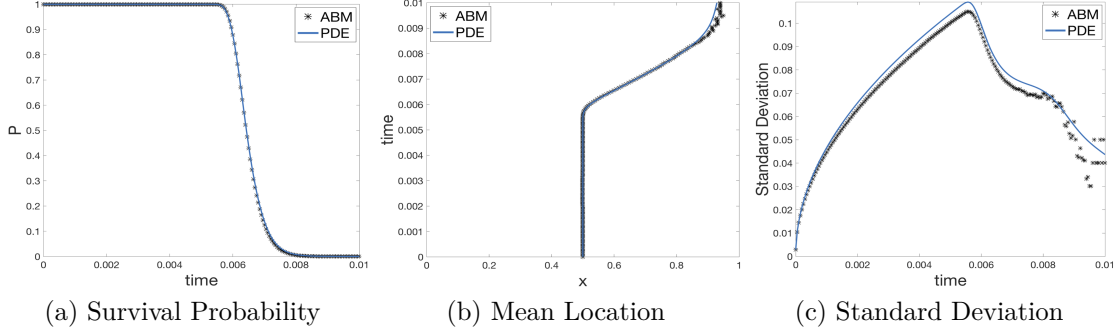 1
0.9
0.8
0.7
0.6
0.5
0.4
0.3
0.2
0.1
0
P
0 0.002 0.004 0.006 0.008 0.01
time
ABM
PDE
(a) Survival Probability
0.01
0.009
0.008
0.007
0.006
0.005
0.004
0.003
0.002
0.001
0
time
0 0.2 0.4 0.6 0.8 1
x
ABM
PDE
(b) Mean Location
0.1
0.09
0.08
0.07
0.06
0.05
0.04
0.03
0.02
0.01
0
Standard Deviation
0 0.002 0.004 0.006 0.008 0.01
time
ABM
PDE
(c) Standard Deviation